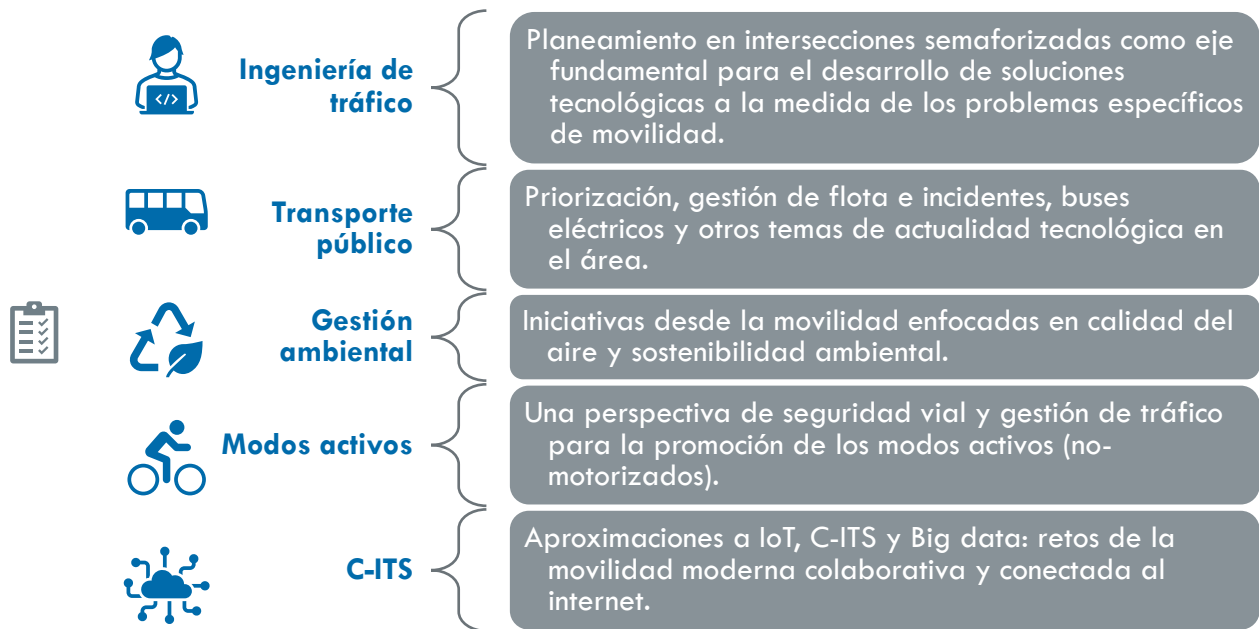 Ingeniería de
tráfico
Planeamiento en intersecciones semaforizadas como eje
fundamental para el desarrollo de soluciones
tecnológicas a la medida de los problemas específicos
de movilidad.
Transporte
público
Priorización, gestión de flota e incidentes, buses
eléctricos y otros temas de actualidad tecnológica en
el área.
Gestión
ambiental
Iniciativas desde la movilidad enfocadas en calidad del
aire y sostenibilidad ambiental.
Modos activos
Una perspectiva de seguridad vial y gestión de tráfico
para la promoción de los modos activos (no-
motorizados).
C-ITS
Aproximaciones a IoT, C-ITS y Big data: retos de la
movilidad moderna colaborativa y conectada al
internet.